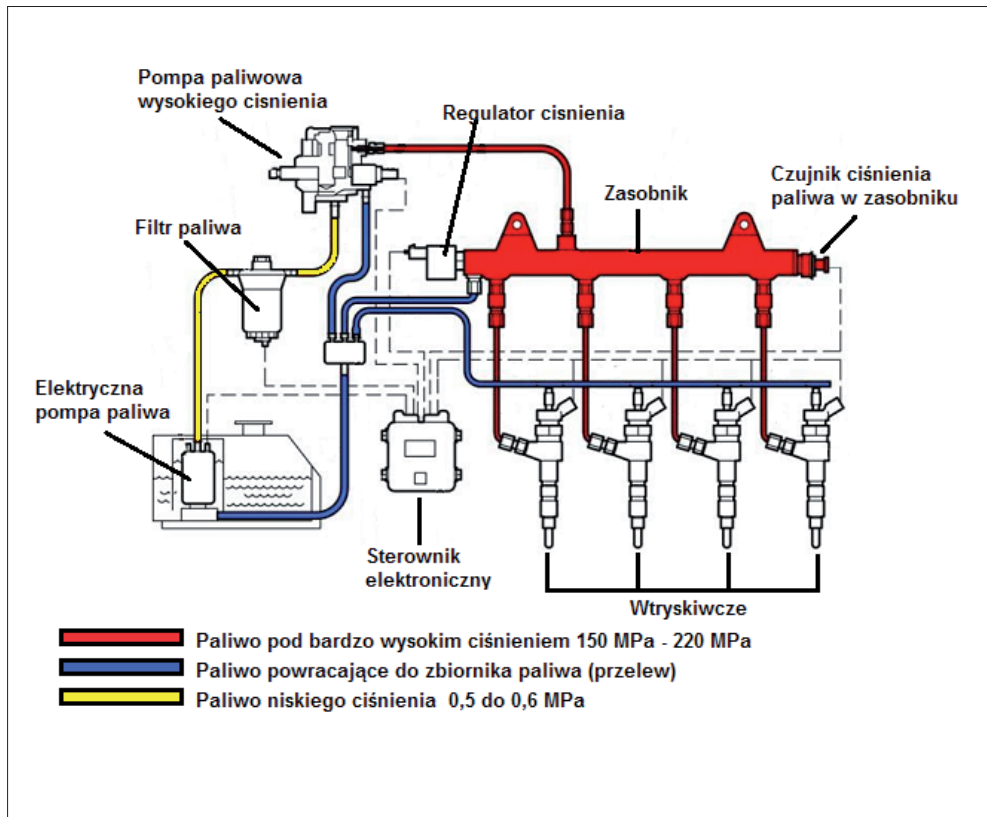 Pompa paliwowa
wysokiego cisnienia
Regulator cisnienia
Zasobnik
Czujnik ciśnienia
paliwa w zasobniku
Filtr paliwa
Elektryczna
pompa paliwa
Sterownik
elektroniczny
Wtryskiwcze
Paliwo pod bardzo wysokim ciśnieniem 150 MPa - 220 MPa
Paliwo powracające do zbiornika paliwa (przelew)
Paliwo niskiego ciśnienia 0,5 do 0,6 MPa